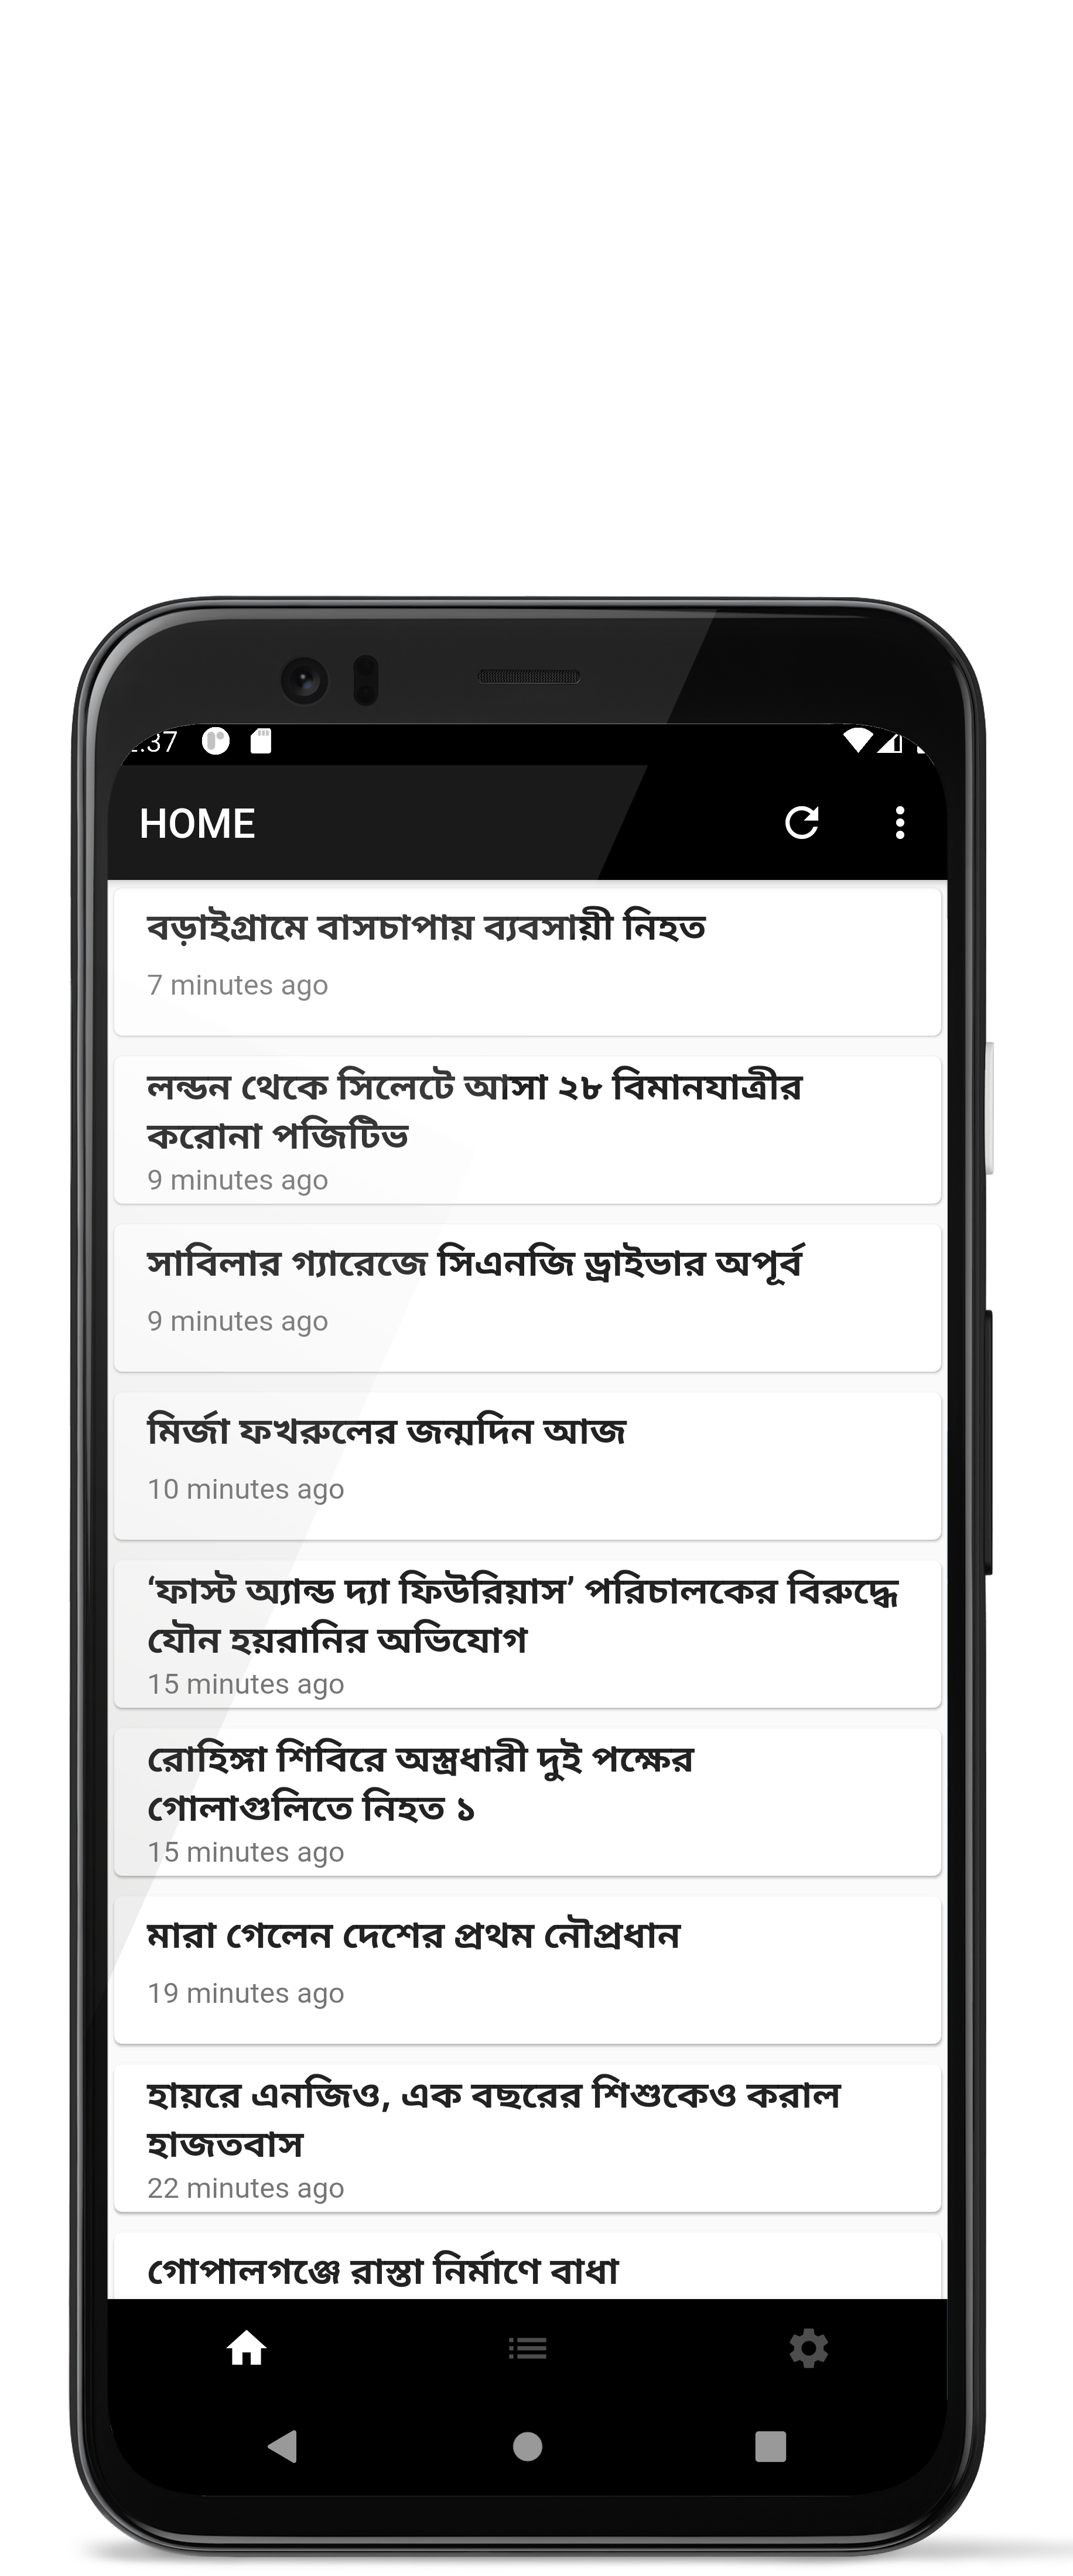 :37
HOME
বড়াইগ্রামে বাসচাপায় ব্যবসায়ী নিহত
7 minutes ago
লন্ডন থেকে সিলেটে আসা ২৮ বিমানযাত্রীর
করোনা পজিটিভ
9 minutes ago
সাবিলার গ্যারেজে সিএনজি ড্রাইভার অপূর্ব
9 minutes ago
মির্জা ফখরুলের জন্মদিন আজ
10 minutes ago
‘ফাস্ট অ্যান্ড দ্যা ফিউরিয়াস’ পরিচালকের বিরুদ্ধে
যৌন হয়রানির অভিযোগ
15 minutes ago
রোহিঙ্গা শিবিরে অস্ত্রধারী দুই পক্ষের
গোলাগুলিতে নিহত ১
15 minutes ago
মারা গেলেন দেশের প্রথম নৌপ্রধান
19 minutes ago
হায়রে এনজিও, এক বছরের শিশুকেও করাল
হাজতবাস
22 minutes ago
গোপালগঞ্জে রাস্তা নির্মাণে বাধা